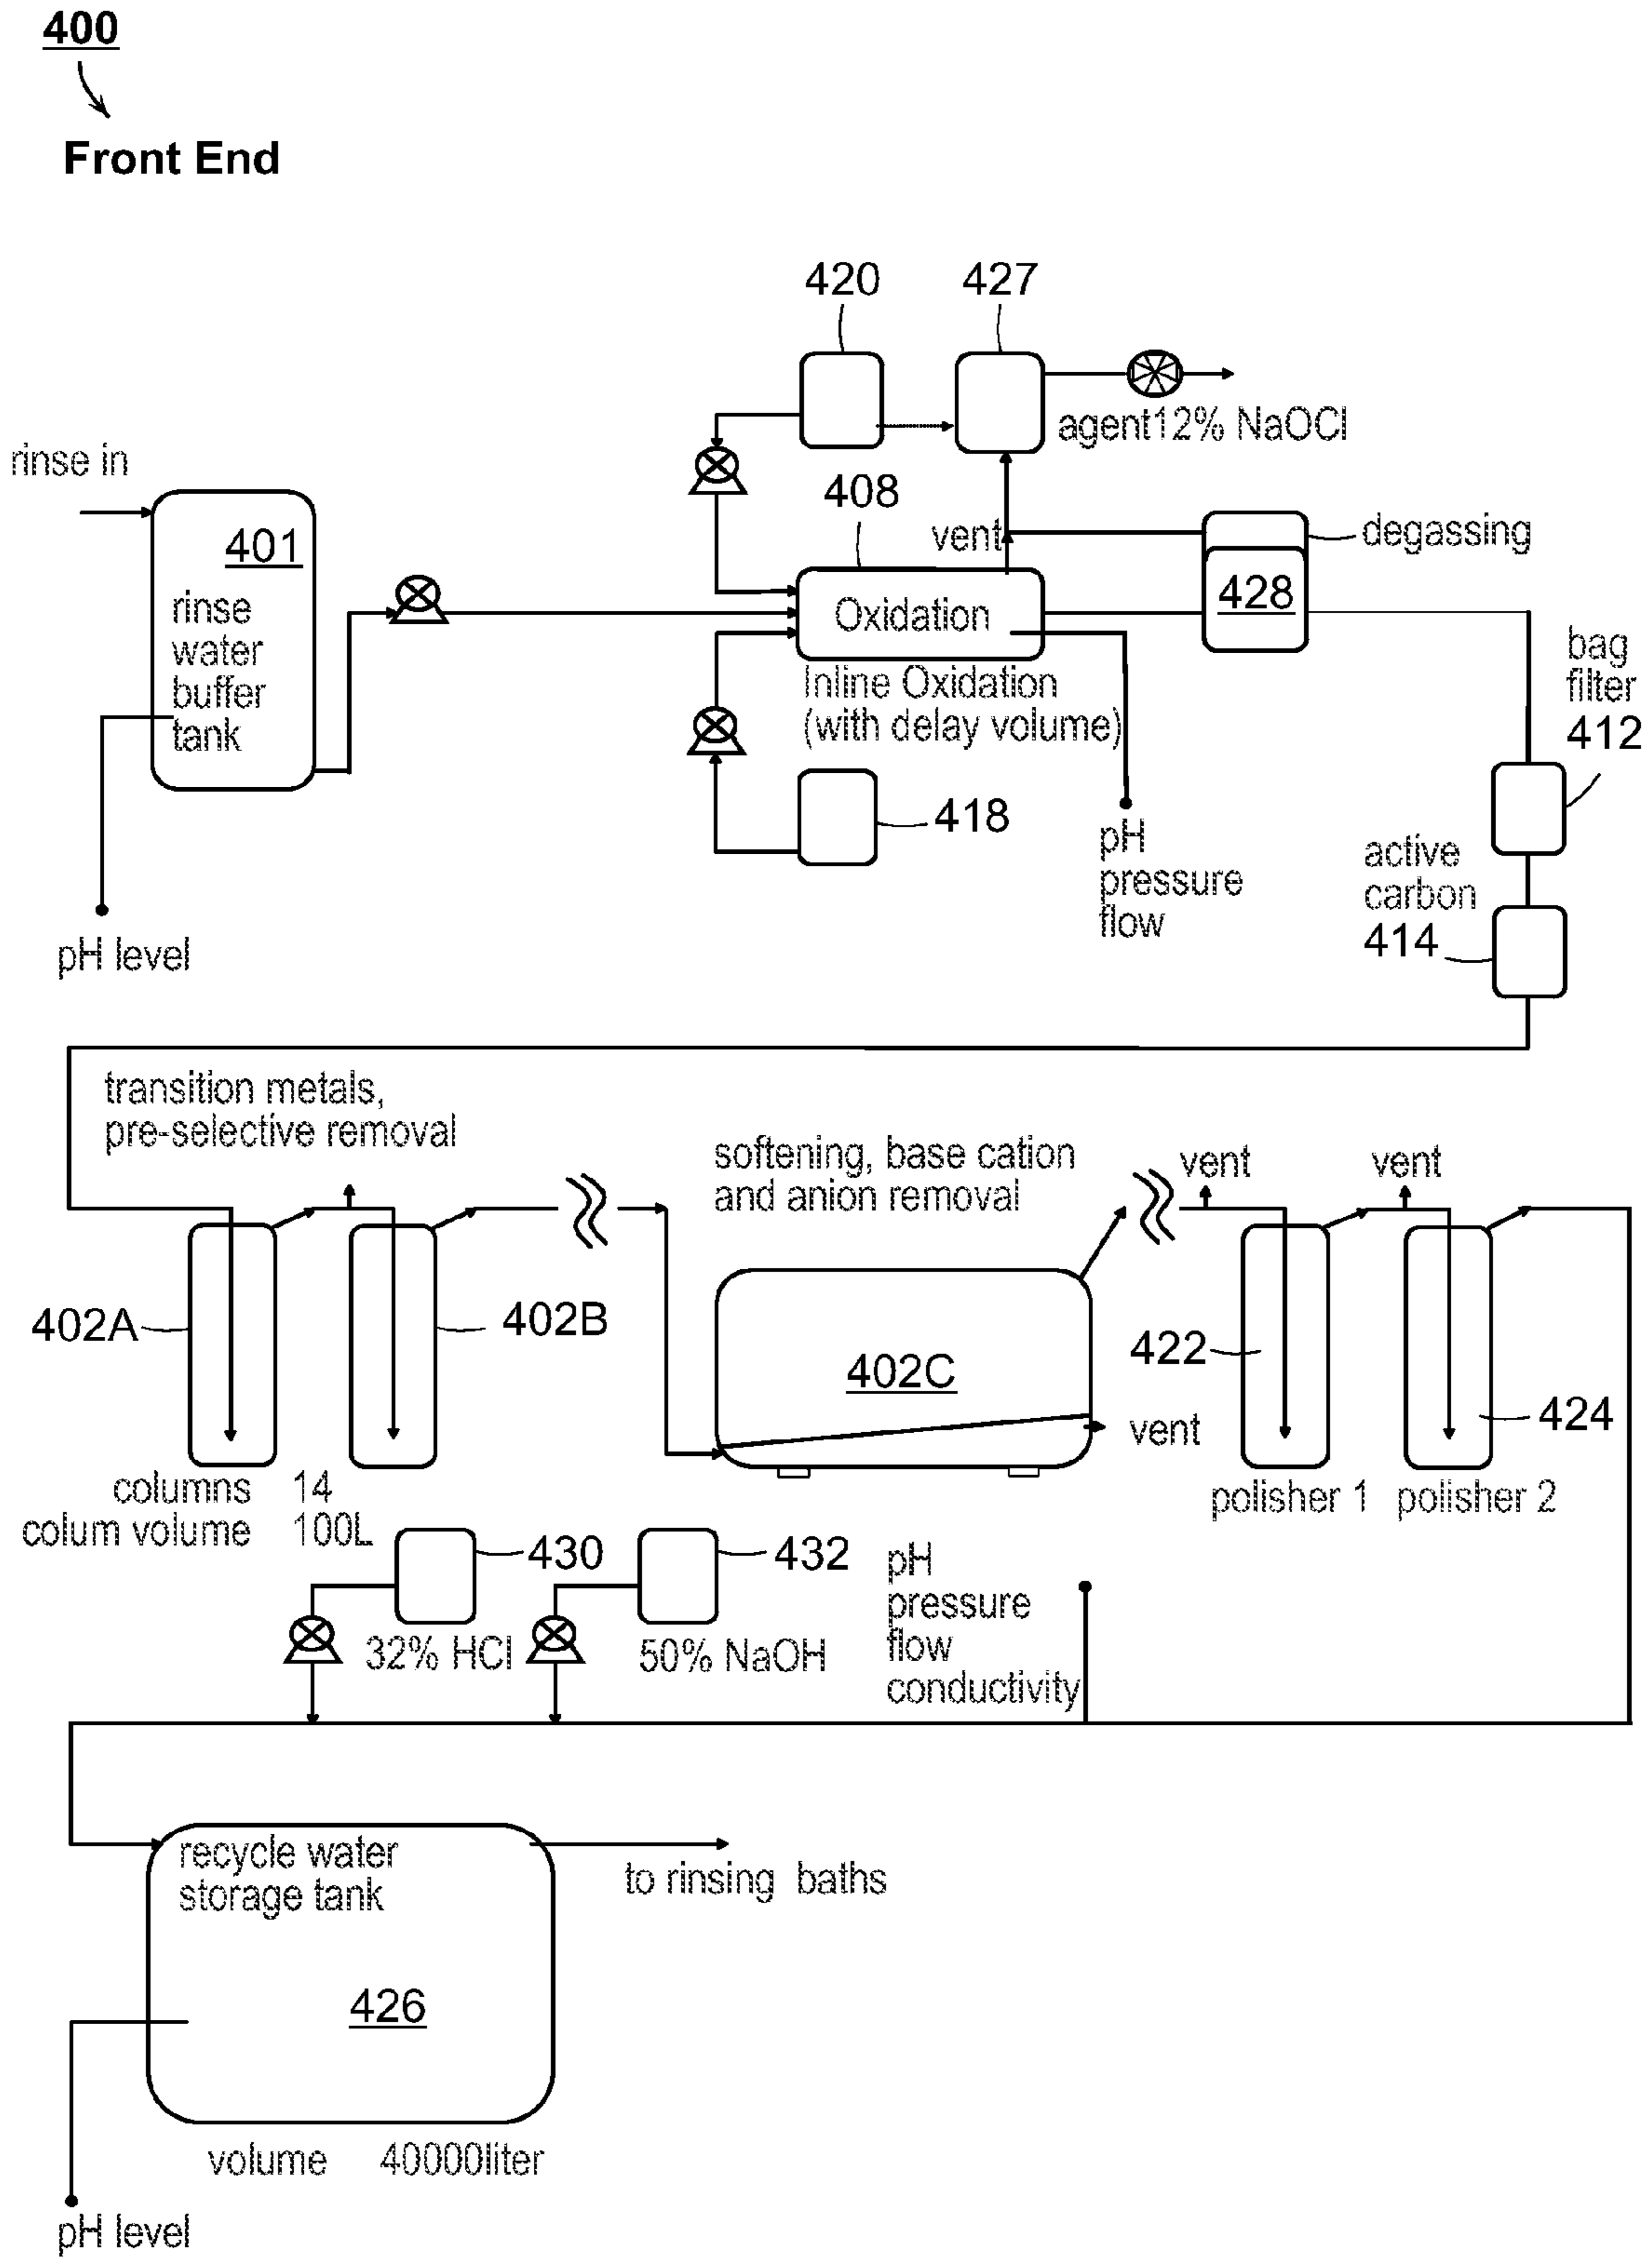 400
Front End
420
427
agent12% NaOCl
rinse in
401
rinse
water
buffer
tank
408
vent
degassing
Oxidation
428
Inline Oxidation
(with delay volume)
bag
filter
412
418
pH
pressure
flow
active
carbon
414
pH level
transition metals,
pre-selective removal
softening, base cation
and anion removal
vent
vent
402A
402B
402C
422
vent
424
columns 14
colum volume 100L
polisher 1
polisher 2
430
432
32% HCl
50% NaOH
pH
pressure
flow
conductivity
recycle water
storage tank
to rinsing baths
426
volume 40000liter
pH level